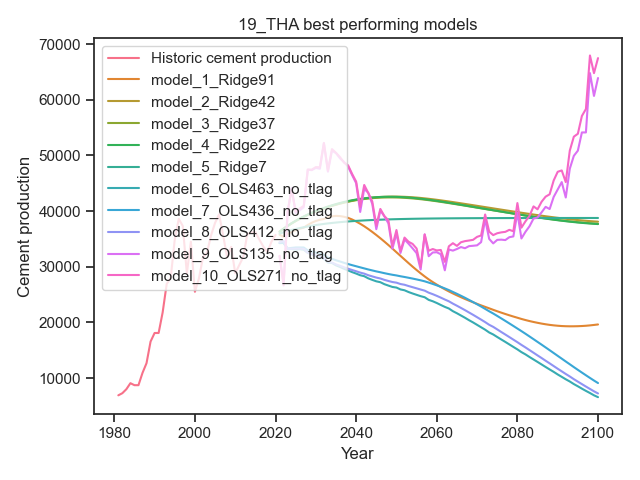 19_THA best performing models
Cement production
70000
60000
50000
40000
30000
20000
10000
Historic cement production
model_1_Ridge91
model_2_Ridge42
model_3_Ridge37
model_4_Ridge22
model_5_Ridge7
model_6_OLS463_no_tlag
model_7_OLS436_no_tlag
model_8_OLS412_no_tlag
model_9_OLS135_no_tlag
model_10_OLS271_no_tlag
1980 2000 2020 2040 2060 2080 2100
Year